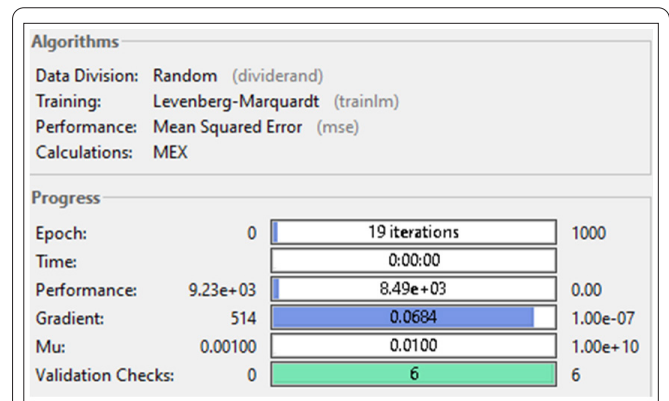 Algorithms
Data Division: Random (dividerand)
Training: Levenberg-Marquardt (trainlm)
Performance: Mean Squared Error (mse)
Calculations: MEX
Progress
Epoch: 0 19 iterations 1000
Time: 0:00:00
Performance: 9.23e+03 8.49e+03 0.00
Gradient: 514 0.0684 1.00e-07
Mu: 0.00100 0.0100 1.00e+10
Validation Checks: 0 6 6